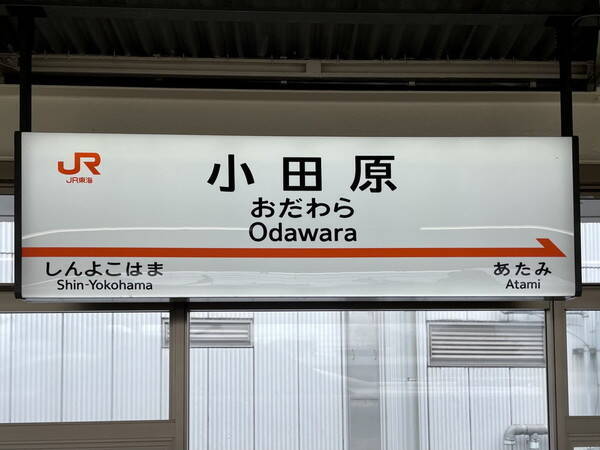 JR
JR東海
小田原
おだわら
Odawara
しんよこはま
Shin-Yokohama
あたみ
Atami